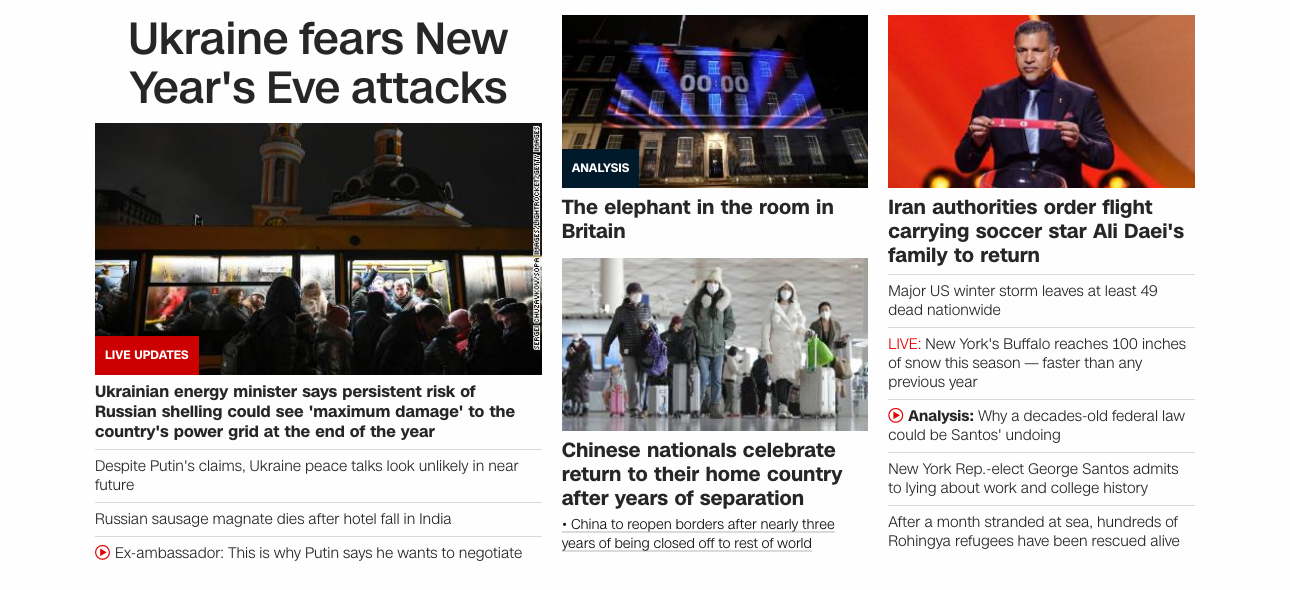 Ukraine fears New
Year's Eve attacks
SERGEI CHUZAVKOV/SOPA IMAGES/LIGHTROCKET/GETTY IMAGES
LIVE UPDATES
Ukrainian energy minister says persistent risk of
Russian shelling could see 'maximum damage' to the
country's power grid at the end of the year
Despite Putin's claims, Ukraine peace talks look unlikely in near
future
Russian sausage magnate dies after hotel fall in India
Ex-ambassador: This is why Putin says he wants to negotiate
00:00
ANALYSIS
The elephant in the room in
Britain
Chinese nationals celebrate
return to their home country
after years of separation
• China to reopen borders after nearly three
years of being closed off to rest of world
Iran authorities order flight
carrying soccer star Ali Daei's
family to return
Major US winter storm leaves at least 49
dead nationwide
LIVE: New York's Buffalo reaches 100 inches
of snow this season — faster than any
previous year
Analysis: Why a decades-old federal law
could be Santos' undoing
New York Rep.-elect George Santos admits
to lying about work and college history
After a month stranded at sea, hundreds of
Rohingya refugees have been rescued alive